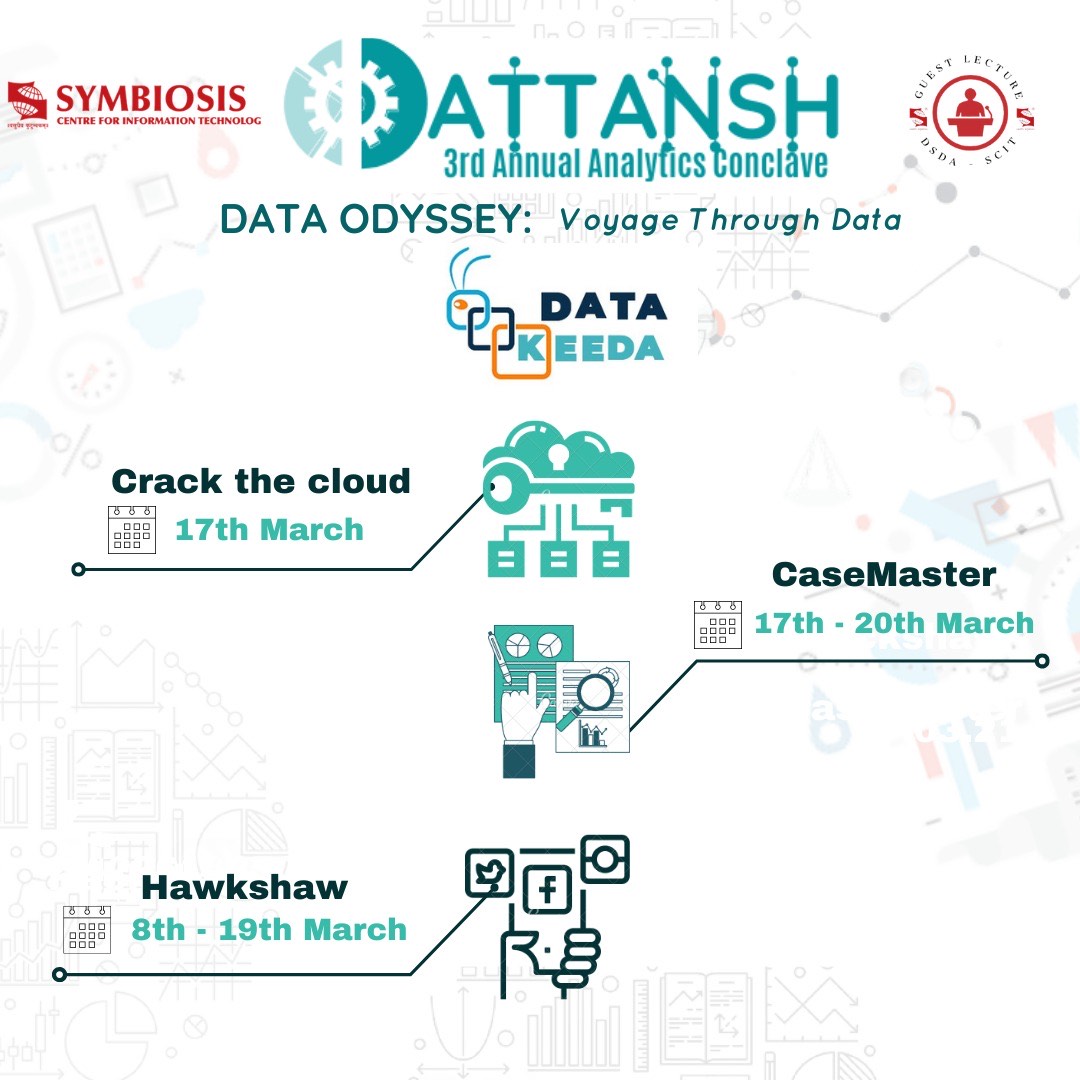 SYMBIOSIS
CENTRE FOR INFORMATION TECHNOLOG
DATTANSH
3rd Annual Analytics Conclave
GUEST LECTURE
DSDA - SCIT
DATA ODYSSEY: Voyage Through Data
DATA
KEEDA
Crack the cloud
17th March
CaseMaster
17th - 20th March
Hawkshaw
8th - 19th March